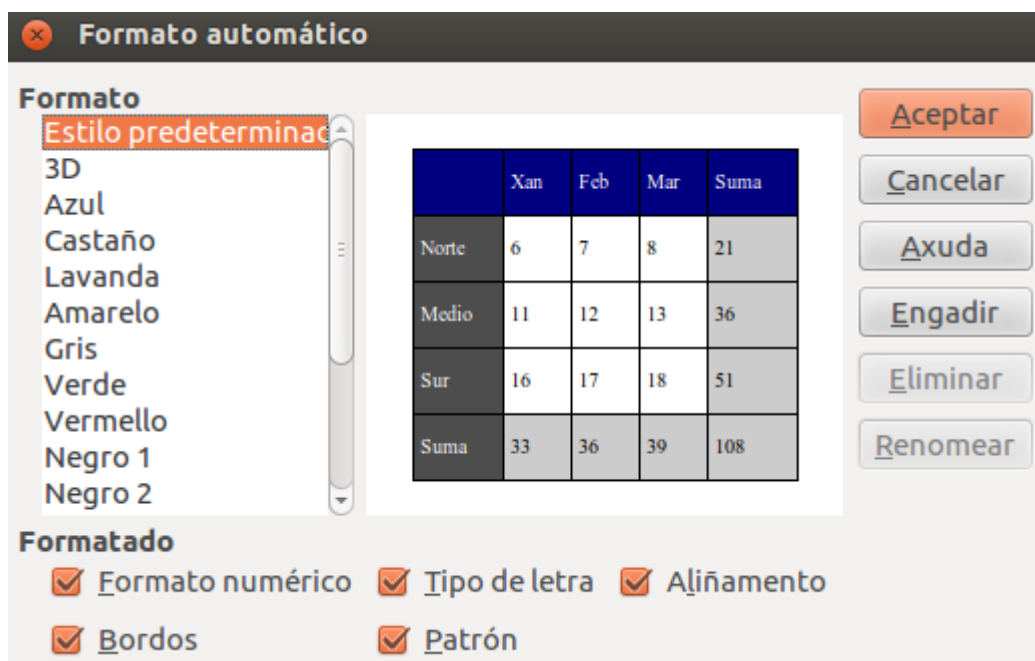 Formato automático
Formato
Estilo predeterminad
3D
Azul
Castaño
Lavanda
Amarelo
Gris
Verde
Vermello
Negro 1
Negro 2
Xan Feb Mar Suma
Norte 6 7 8 21
Medio 11 12 13 36
Sur 16 17 18 51
Suma 33 36 39 108
Aceptar
Cancelar
Axuda
Engadir
Eliminar
Renomear
Formatado
Formato numérico Tipo de letra Aliñamento
Bordos Patrón